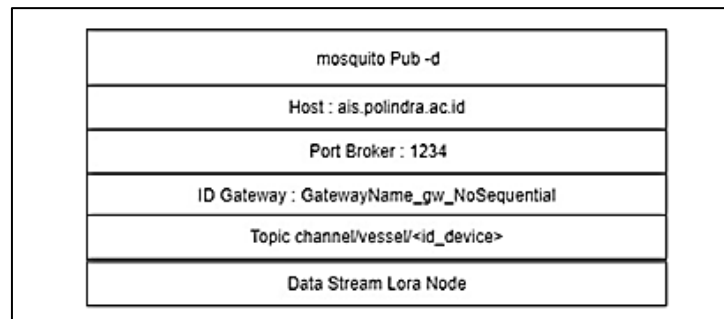 mosquito Pub -d
Host : ais.polindra.ac.id
Port Broker : 1234
ID Gateway : GatewayName_gw_NoSequential
Topic channel/vessel/<id_device>
Data Stream Lora Node